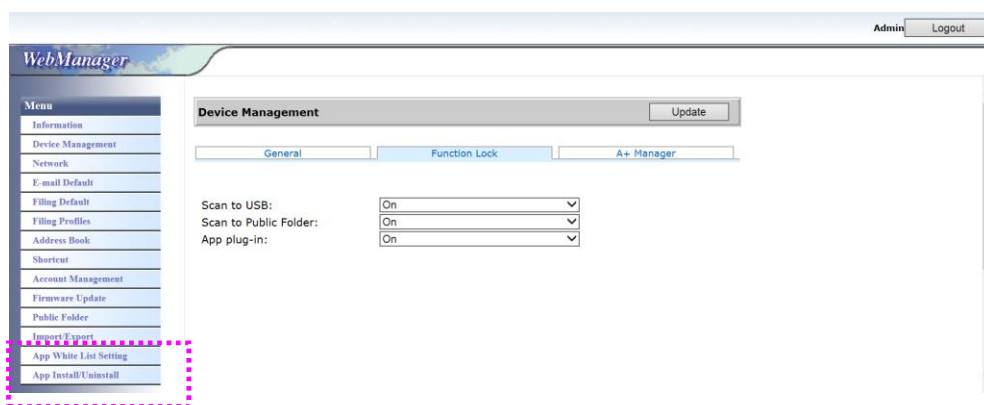 Admin Logout
WebManager
Menu
Information
Device Management
Network
E-mail Default
Filing Default
Filing Profiles
Address Book
Shortcut
Account Management
Firmware Update
Public Folder
Import/Export
App White List Setting
App Install/Uninstall
Device Management Update
General Function Lock A+ Manager
Scan to USB: On
Scan to Public Folder: On
App plug-in: On